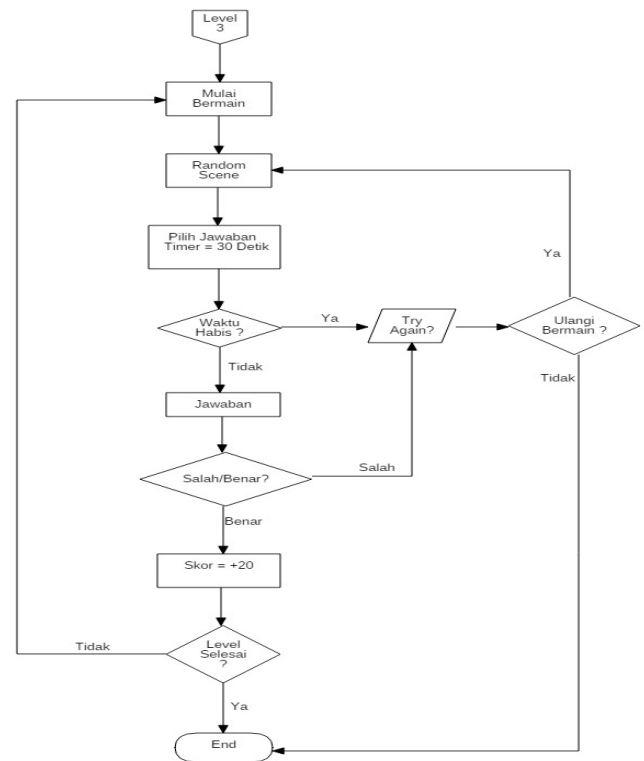 Level
3
Mulai
Bermain
Random
Scene
Pilih Jawaban
Timer = 30 Detik
Ya
Waktu
Habis ?
Ya
Try
Again?
Ulangi
Bermain ?
Tidak
Tidak
Jawaban
Salah
Salah/Benar?
Benar
Skor = +20
Tidak
Level
Selesai
?
Ya
End